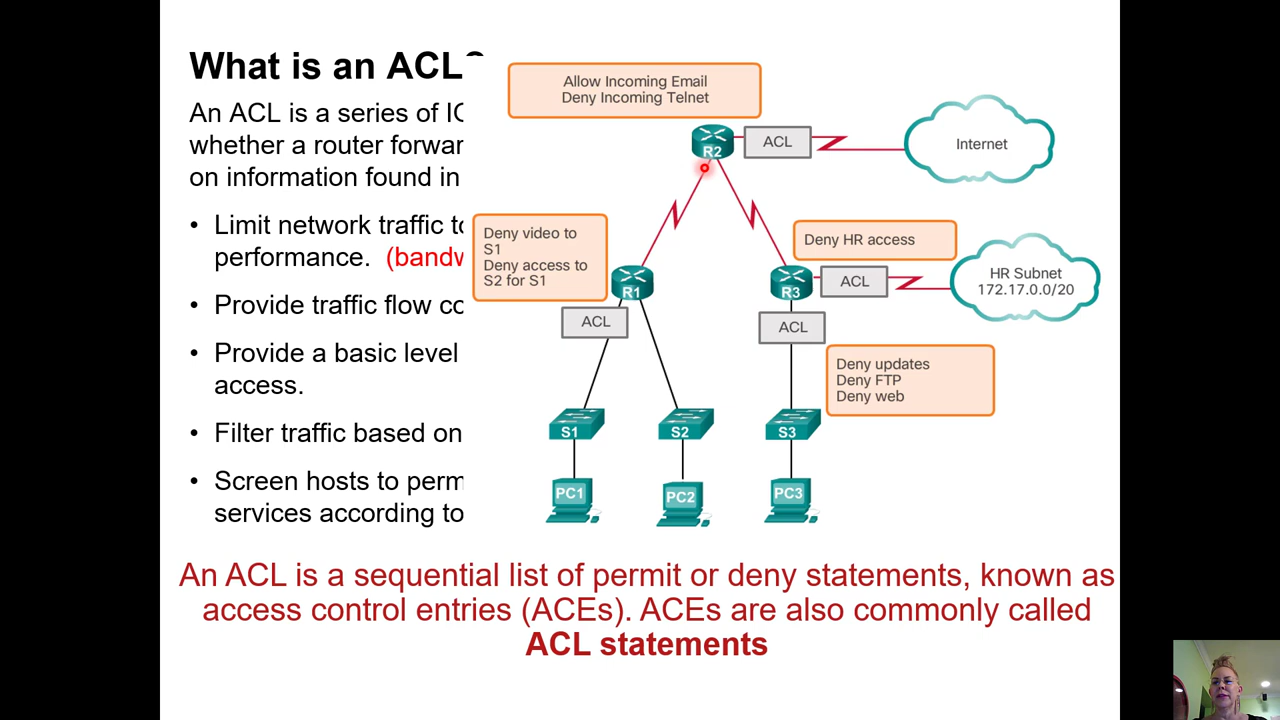 What is an ACL?
An ACL is a series of IO
whether a router forwar
on information found in
• Limit network traffic to
performance. (bandw
• Provide traffic flow co
• Provide a basic level
access.
• Filter traffic based on
• Screen hosts to perm
services according to
Allow Incoming Email
Deny Incoming Telnet
R2
ACL
Internet
Deny video to
S1
Deny access to
S2 for S1
R1
ACL
Deny HR access
R3
ACL
HR Subnet
172.17.0.0/20
ACL
Deny updates
Deny FTP
Deny web
S1
S2
S3
PC1
PC2
PC3
An ACL is a sequential list of permit or deny statements, known as
access control entries (ACEs). ACEs are also commonly called
ACL statements